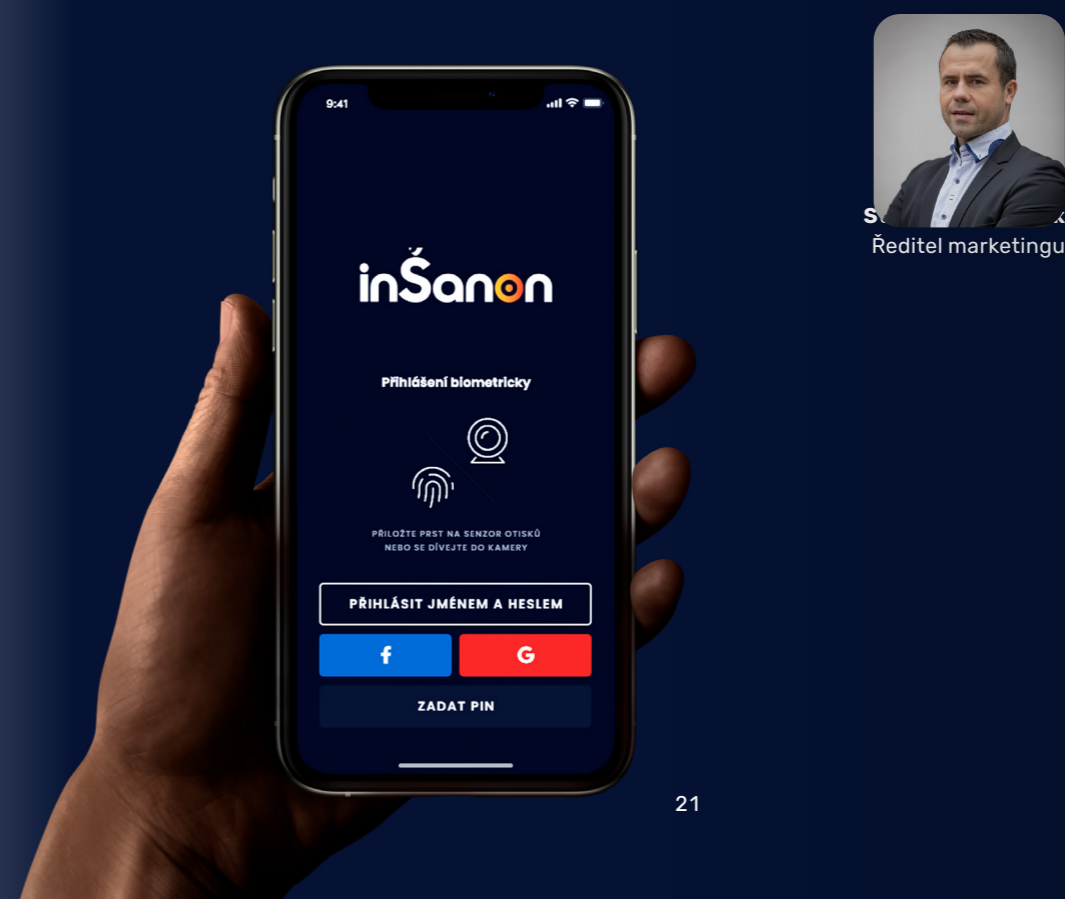 9:41
inŠanon
Přihlášení biometricky
PŘILOŽTE PRST NA SENZOR OTISKŮ
NEBO SE DÍVEJTE DO KAMERY
PŘIHLÁSIT JMÉNEM A HESLEM
f
G
ZADAT PIN
21
Ředitel marketingu